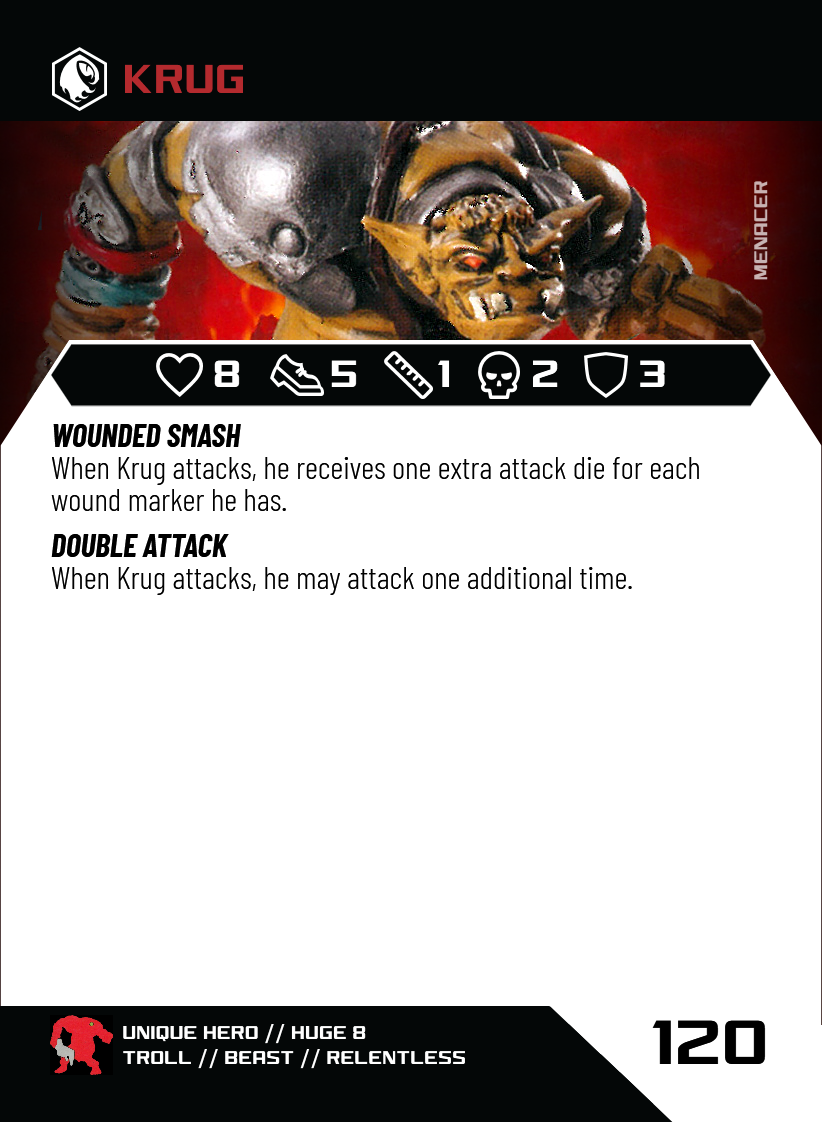 KRUG
MENACER
8 5 1 2 3
WOUNDED SMASH
When Krug attacks, he receives one extra attack die for each
wound marker he has.
DOUBLE ATTACK
When Krug attacks, he may attack one additional time.
UNIQUE HERO // HUGE 8
TROLL // BEAST // RELENTLESS
120